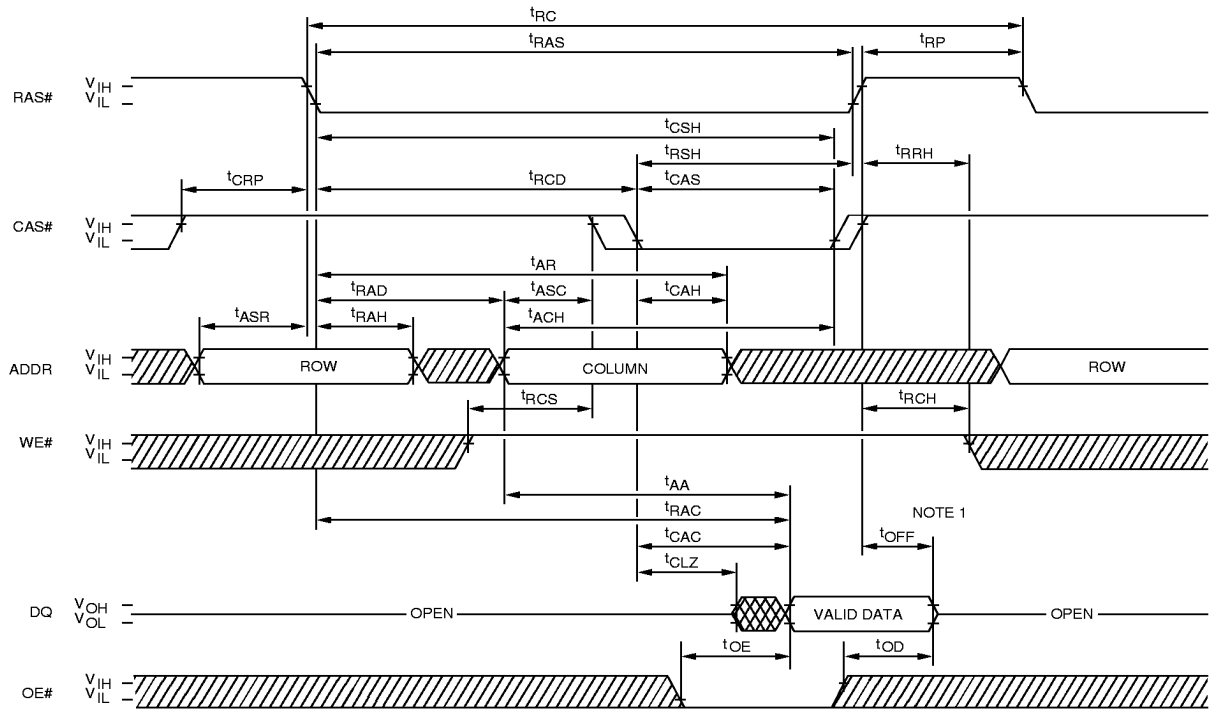 tRC
tRAS
tRP
RAS# VIH
VIL
tCSH
tRSH
tRRH
tCRP
tRCD
tCAS
CAS# VIH
VIL
tAR
tRAD
tASC
tCAH
tASR
tRAH
tACH
ADDR VIH
VIL
ROW
COLUMN
ROW
tRCS
tRCH
WE# VIH
VIL
tAA
tRAC
NOTE 1
tCAC
tOFF
tCLZ
DQ VOH
VOL
OPEN
VALID DATA
OPEN
tOE
tOD
OE# VIH
VIL